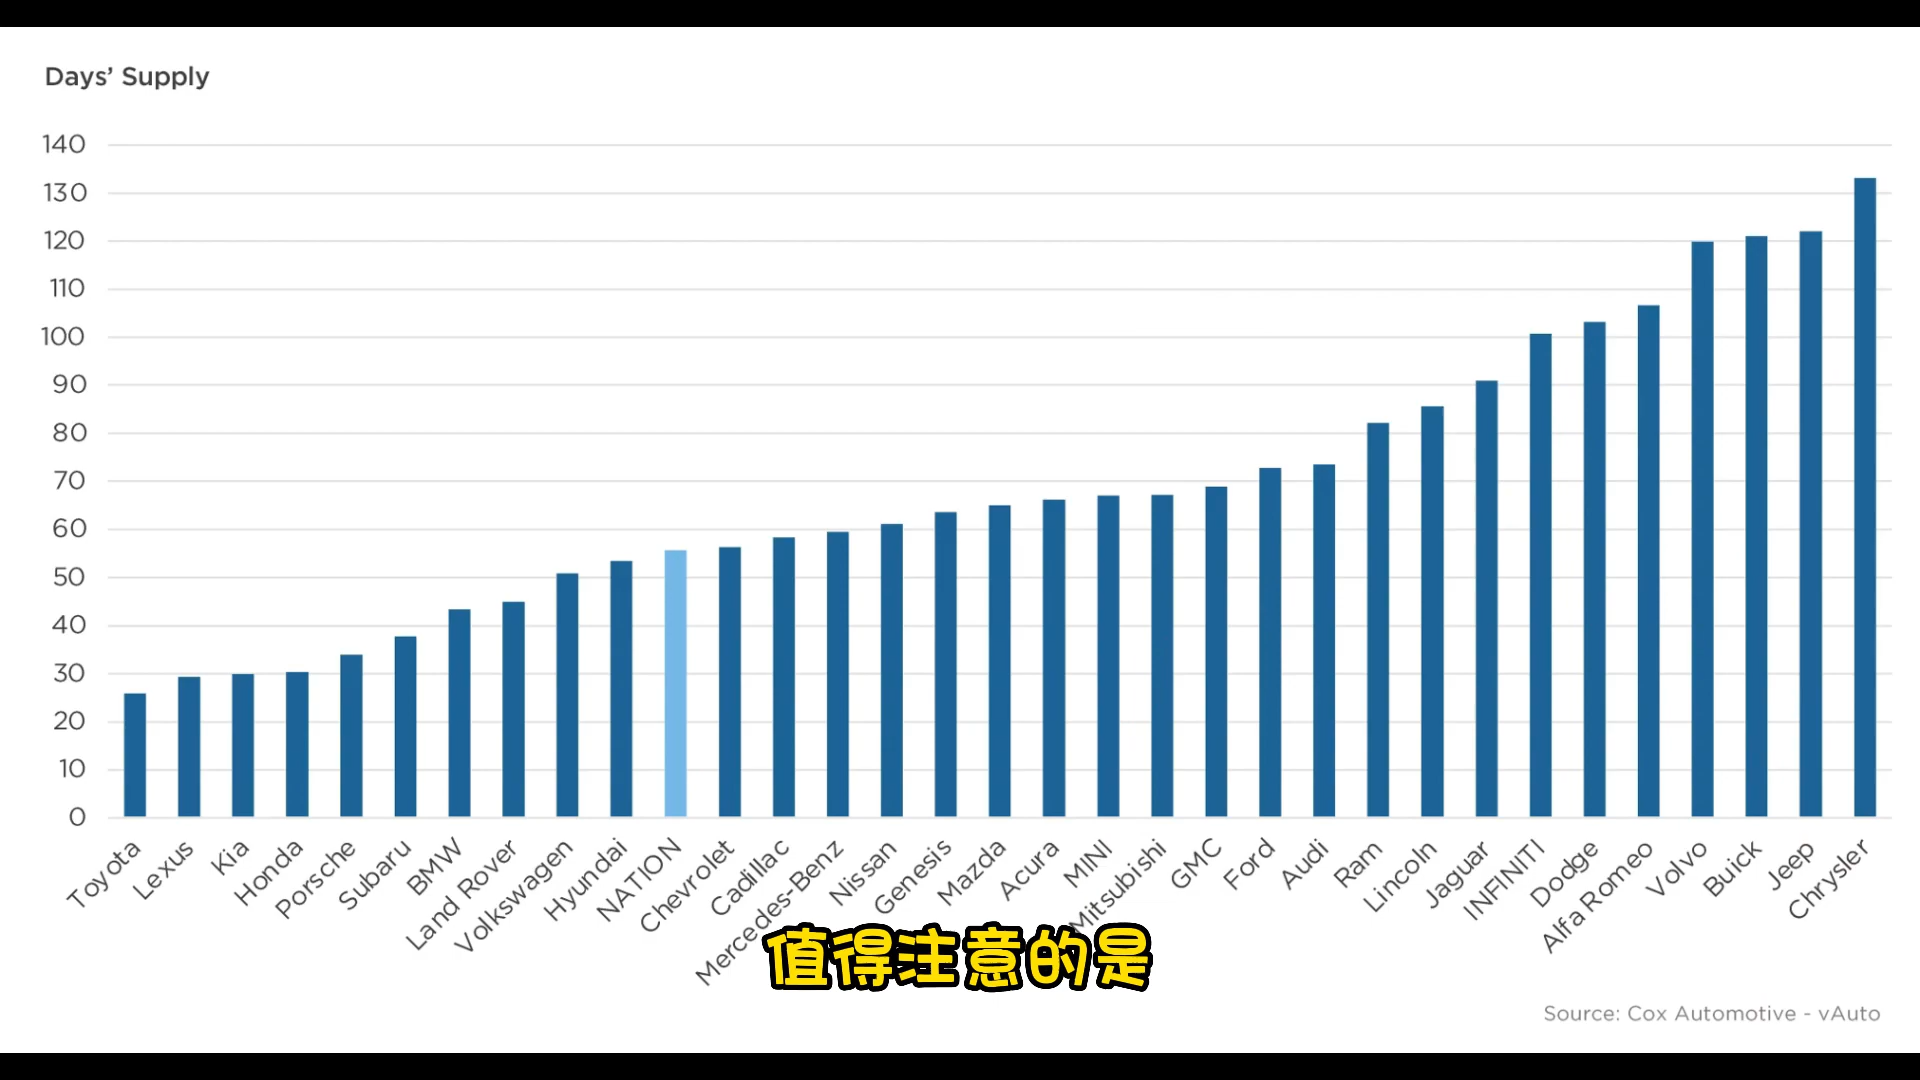 Days’ Supply
140
130
120
110
100
90
80
70
60
50
40
30
20
10
0
Toyota
Lexus
Kia
Honda
Porsche
Subaru
BMW
Land Rover
Volkswagen
Hyundai
NATION
Chevrolet
Cadillac
Mercedes-Benz
Nissan
Genesis
Mazda
Acura
MINI
Mitsubishi
GMC
Ford
Audi
Ram
Lincoln
Jaguar
INFINITI
Dodge
Alfa Romeo
Volvo
Buick
Jeep
Chrysler
值得注意的是
Source: Cox Automotive - vAuto